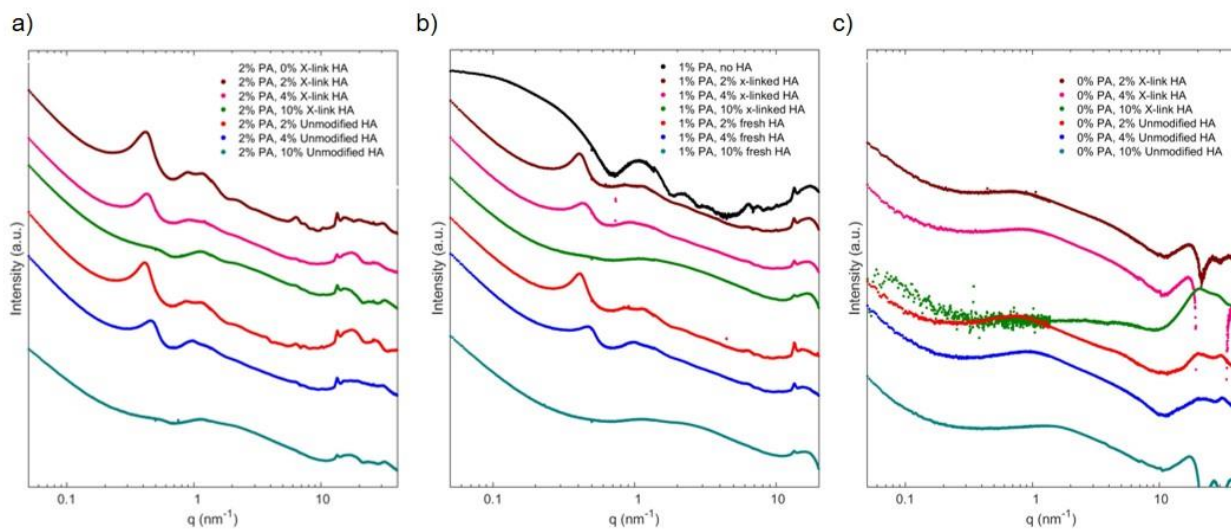 a)
2% PA, 0% X-link HA
2% PA, 2% X-link HA
2% PA, 4% X-link HA
2% PA, 10% X-link HA
2% PA, 2% Unmodified HA
2% PA, 4% Unmodified HA
2% PA, 10% Unmodified HA
Intensity (a.u.)
0.1 1 10
q (nm⁻¹)
b)
1% PA, no HA
1% PA, 2% x-linked HA
1% PA, 4% x-linked HA
1% PA, 10% x-linked HA
1% PA, 2% fresh HA
1% PA, 4% fresh HA
1% PA, 10% fresh HA
Intensity (a.u.)
0.1 1 10
q (nm⁻¹)
c)
0% PA, 2% X-link HA
0% PA, 4% X-link HA
0% PA, 10% X-link HA
0% PA, 2% Unmodified HA
0% PA, 4% Unmodified HA
0% PA, 10% Unmodified HA
Intensity (a.u.)
0.1 1 10
q (nm⁻¹)